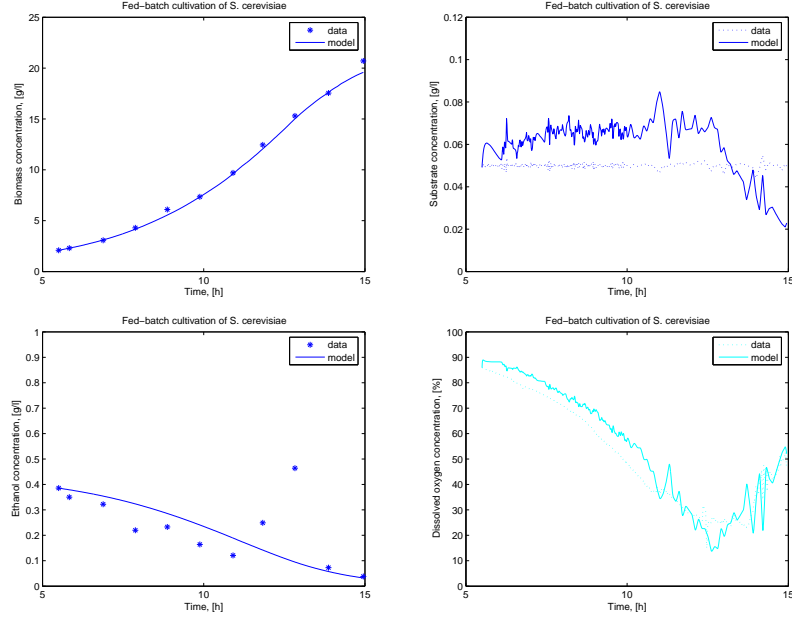 Fed−batch cultivation of S. cerevisiae
25
20
15
10
5
0
5
10
15
Biomass concentration, [g/l]
Time, [h]
data
model
Fed−batch cultivation of S. cerevisiae
0.12
0.1
0.08
0.06
0.04
0.02
0
5
10
15
Substrate concentration, [g/l]
Time, [h]
data
model
Fed−batch cultivation of S. cerevisiae
1
0.9
0.8
0.7
0.6
0.5
0.4
0.3
0.2
0.1
0
5
10
15
Ethanol concentration, [g/l]
Time, [h]
data
model
Fed−batch cultivation of S. cerevisiae
100
90
80
70
60
50
40
30
20
10
0
5
10
15
Dissolved oxygen concentration, [%]
Time, [h]
data
model